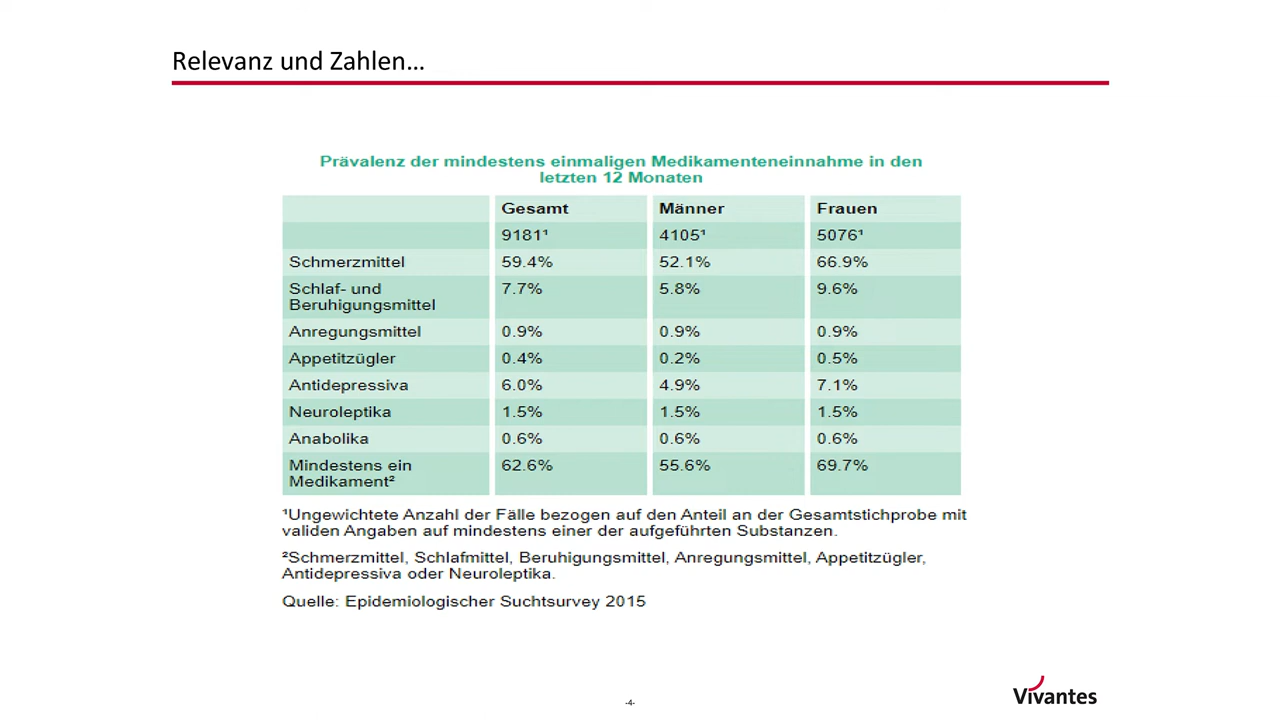 Relevanz und Zahlen...
Prävalenz der mindestens einmaligen Medikamenteneinnahme in den
letzten 12 Monaten
Gesamt Männer Frauen
9181¹ 4105¹ 5076¹
Schmerzmittel 59.4% 52.1% 66.9%
Schlaf- und 7.7% 5.8% 9.6%
Beruhigungsmittel
Anregungsmittel 0.9% 0.9% 0.9%
Appetitzügler 0.4% 0.2% 0.5%
Antidepressiva 6.0% 4.9% 7.1%
Neuroleptika 1.5% 1.5% 1.5%
Anabolika 0.6% 0.6% 0.6%
Mindestens ein 62.6% 55.6% 69.7%
Medikament²
¹Ungewichtete Anzahl der Fälle bezogen auf den Anteil an der Gesamtstichprobe mit
validen Angaben auf mindestens einer der aufgeführten Substanzen.
²Schmerzmittel, Schlafmittel, Beruhigungsmittel, Anregungsmittel, Appetitzügler,
Antidepressiva oder Neuroleptika.
Quelle: Epidemiologischer Suchtsurvey 2015
-4-
Vivantes